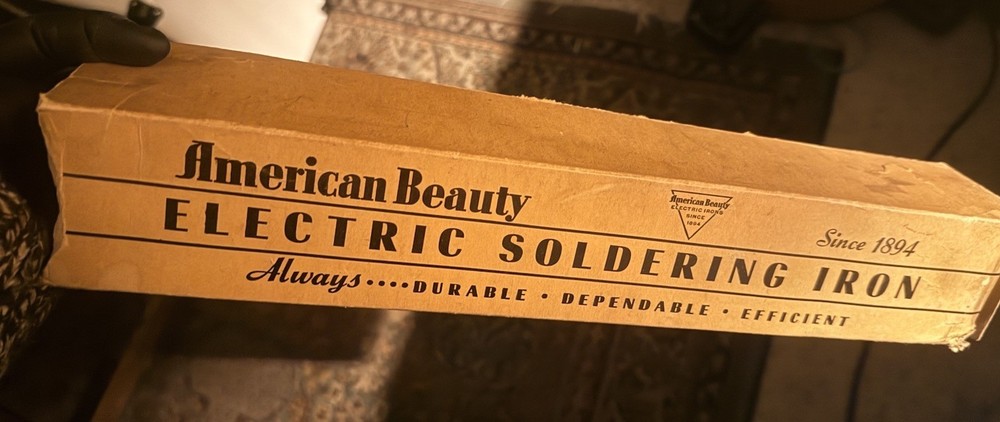 American Beauty
ELECTRIC SOLDERING IRON
Always....DURABLE • DEPENDABLE • EFFICIENT
American Beauty
ELECTRIC IRONS
SINCE
1894
Since 1894